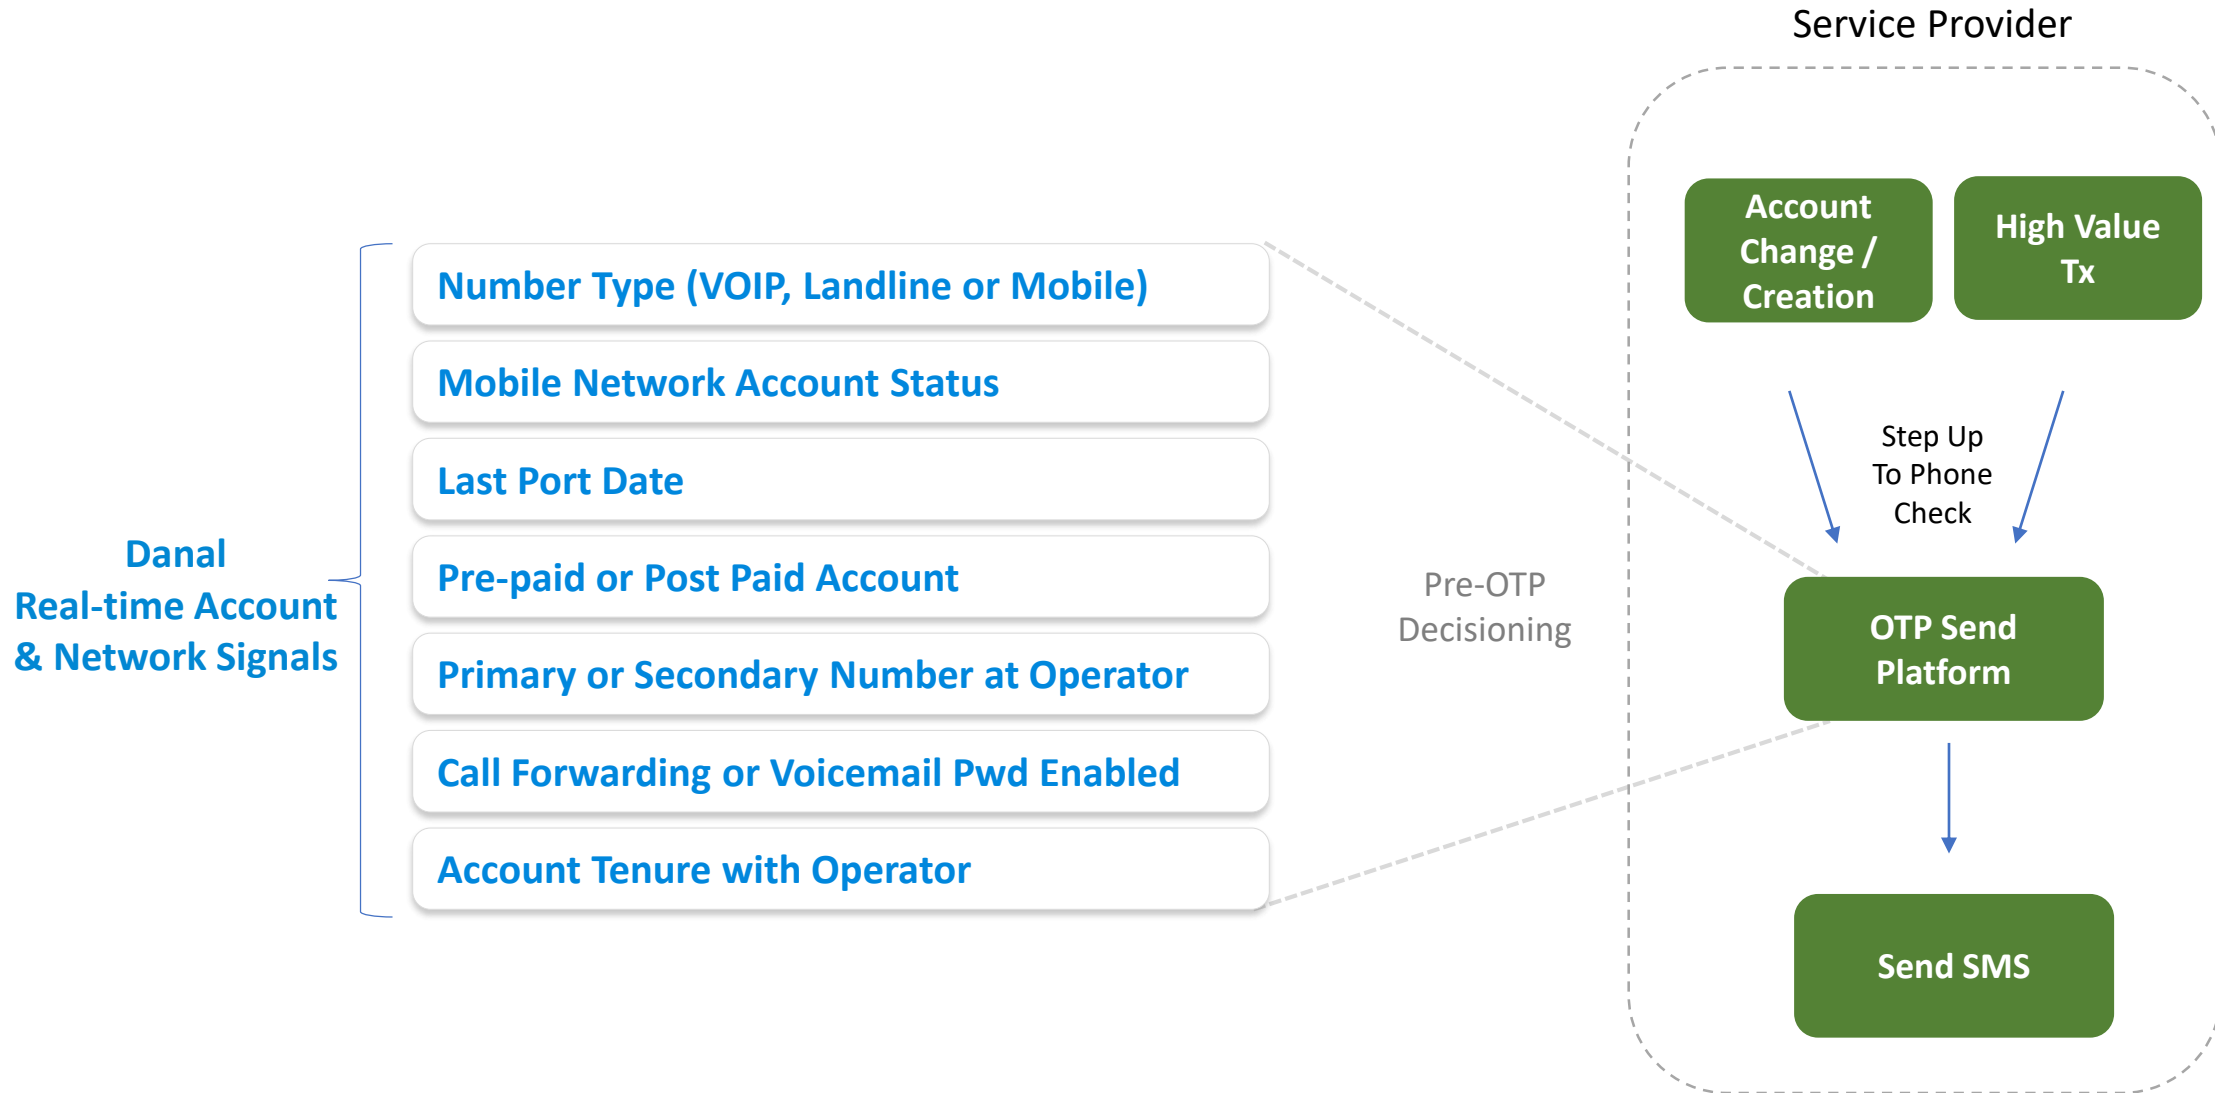 Service Provider
Account
Change /
Creation
High Value
Tx
Number Type (VOIP, Landline or Mobile)
Mobile Network Account Status
Last Port Date
Pre-paid or Post Paid Account
Primary or Secondary Number at Operator
Call Forwarding or Voicemail Pwd Enabled
Account Tenure with Operator
Danal
Real-time Account
& Network Signals
Pre-OTP
Decisioning
Step Up
To Phone
Check
OTP Send
Platform
Send SMS